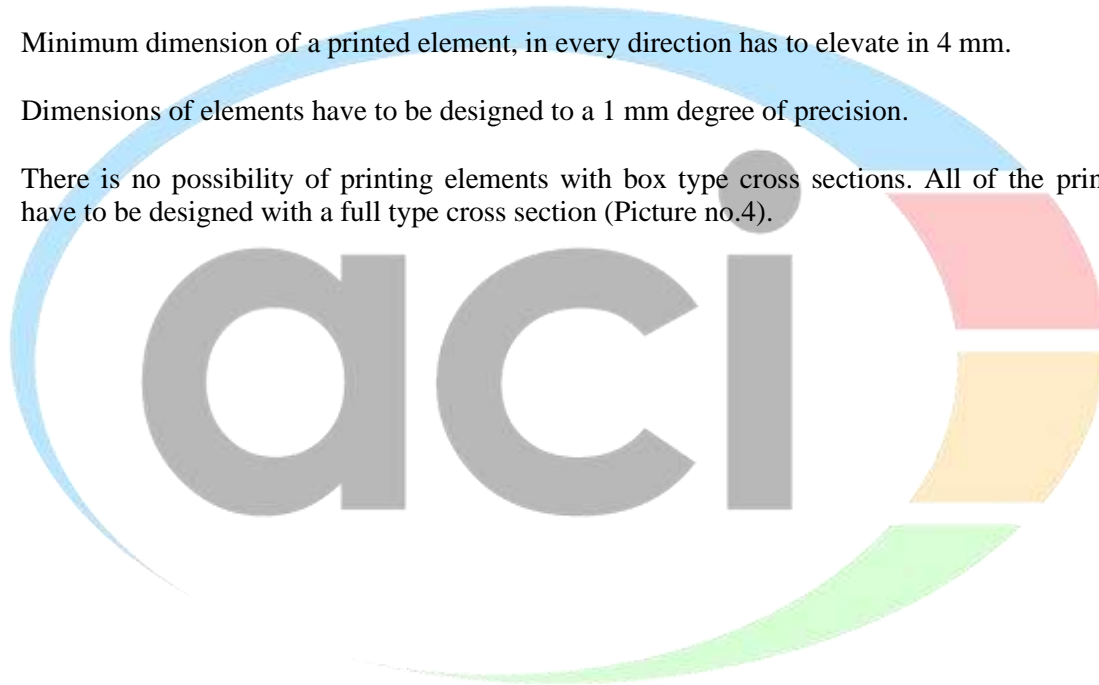 Minimum dimension of a printed element, in every direction has to elevate in 4 mm.
Dimensions of elements have to be designed to a 1 mm degree of precision.
There is no possibility of printing elements with box type cross sections. All of the prin
have to be designed with a full type cross section (Picture no.4).
aci